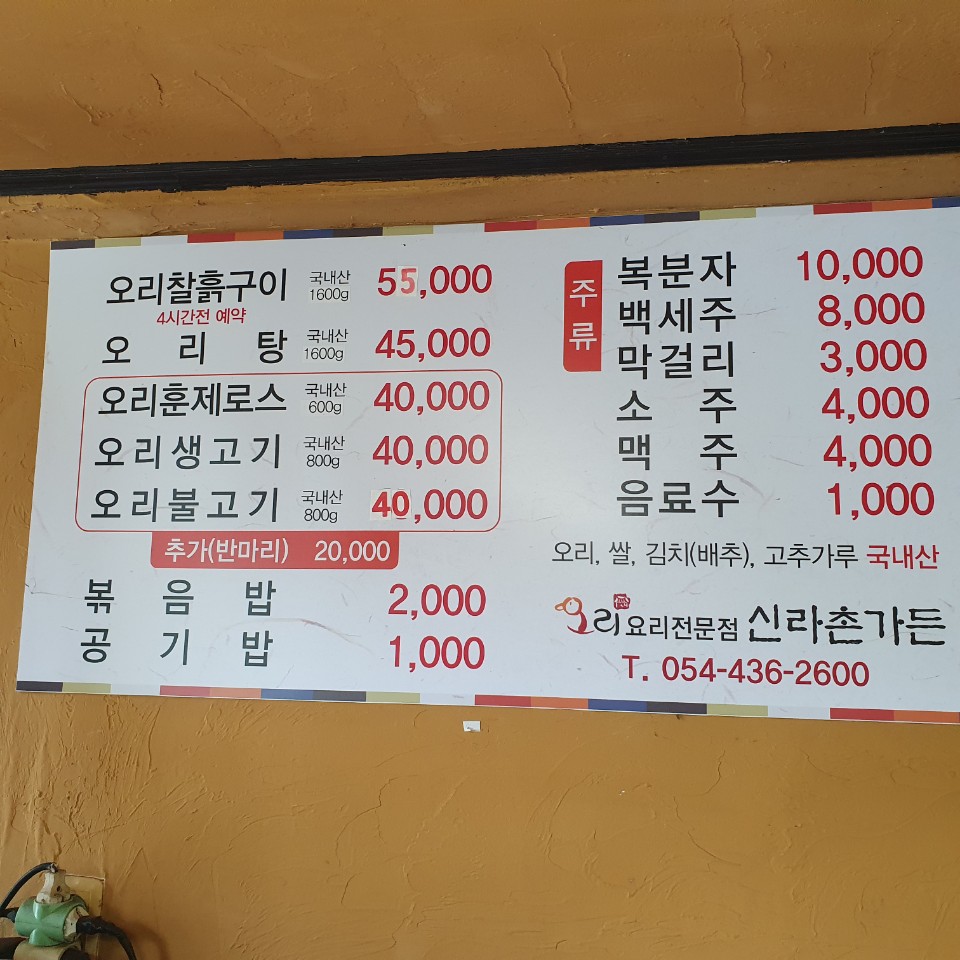 오리찰흙구이 국내산 1600g 55,000
4시간전 예약
오리탕 국내산 1600g 45,000
오리훈제로스 국내산 600g 40,000
오리생고기 국내산 800g 40,000
오리불고기 국내산 800g 40,000
추가(반마리) 20,000
볶음밥 2,000
공기밥 1,000
주류
복분자 10,000
백세주 8,000
막걸리 3,000
소주 4,000
맥주 4,000
음료수 1,000
오리, 쌀, 김치(배추), 고추가루 국내산
오리요리전문점 신라촌가든
T. 054-436-2600